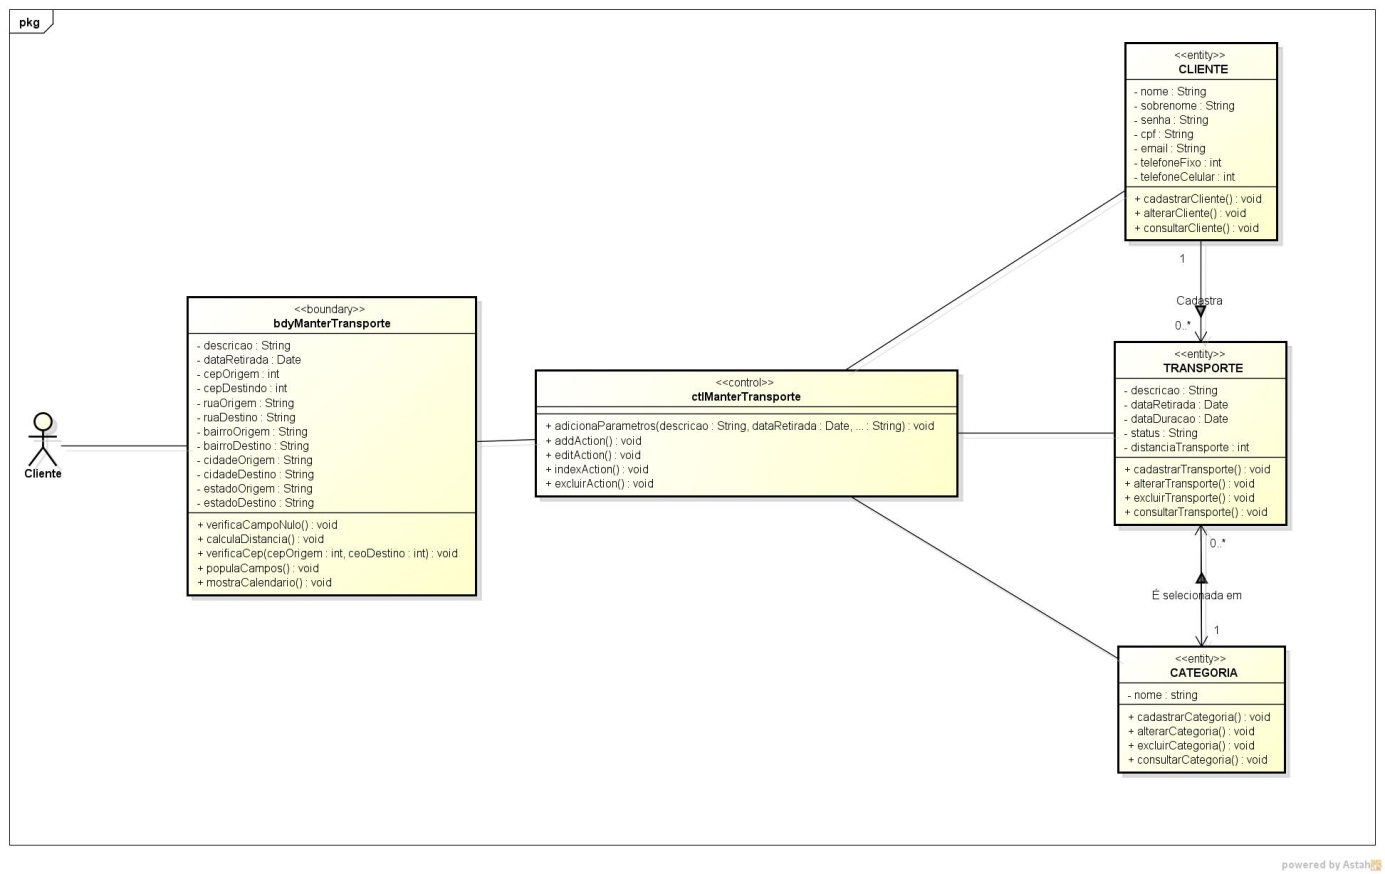 pkg
<<entity>>
CLIENTE
- nome : String
- sobrenome : String
- senha : String
- cpf : String
- email : String
- telefoneFixo : int
- telefoneCelular : int
+ cadastrarCliente() : void
+ alterarCliente() : void
+ consultarCliente() : void
1
Cadastra
0..*
<<boundary>>
bdyManterTransporte
- descricao : String
- dataRetirada : Date
- cepOrigem : int
- cepDestindo : int
- ruaOrigem : String
- ruaDestino : String
- bairroOrigem : String
- bairroDestino : String
- cidadeOrigem : String
- cidadeDestino : String
- estadoOrigem : String
- estadoDestino : String
+ verificaCampoNulo() : void
+ calculaDistancia() : void
+ verificaCep(cepOrigem : int, ceoDestino : int) : void
+ populaCampos() : void
+ mostraCalendario() : void
Cliente
<<control>>
ctlManterTransporte
+ adicionaParametros(descricao : String, dataRetirada : Date, ... : String) : void
+ addAction() : void
+ editAction() : void
+ indexAction() : void
+ excluirAction() : void
<<entity>>
TRANSPORTE
- descricao : String
- dataRetirada : Date
- dataDuracao : Date
- status : String
- distanciaTransporte : int
+ cadastrarTransporte() : void
+ alterarTransporte() : void
+ excluirTransporte() : void
+ consultarTransporte() : void
0..*
É selecionada em
1
<<entity>>
CATEGORIA
- nome : string
+ cadastrarCategoria() : void
+ alterarCategoria() : void
+ excluirCategoria() : void
+ consultarCategoria() : void
powered by Astah